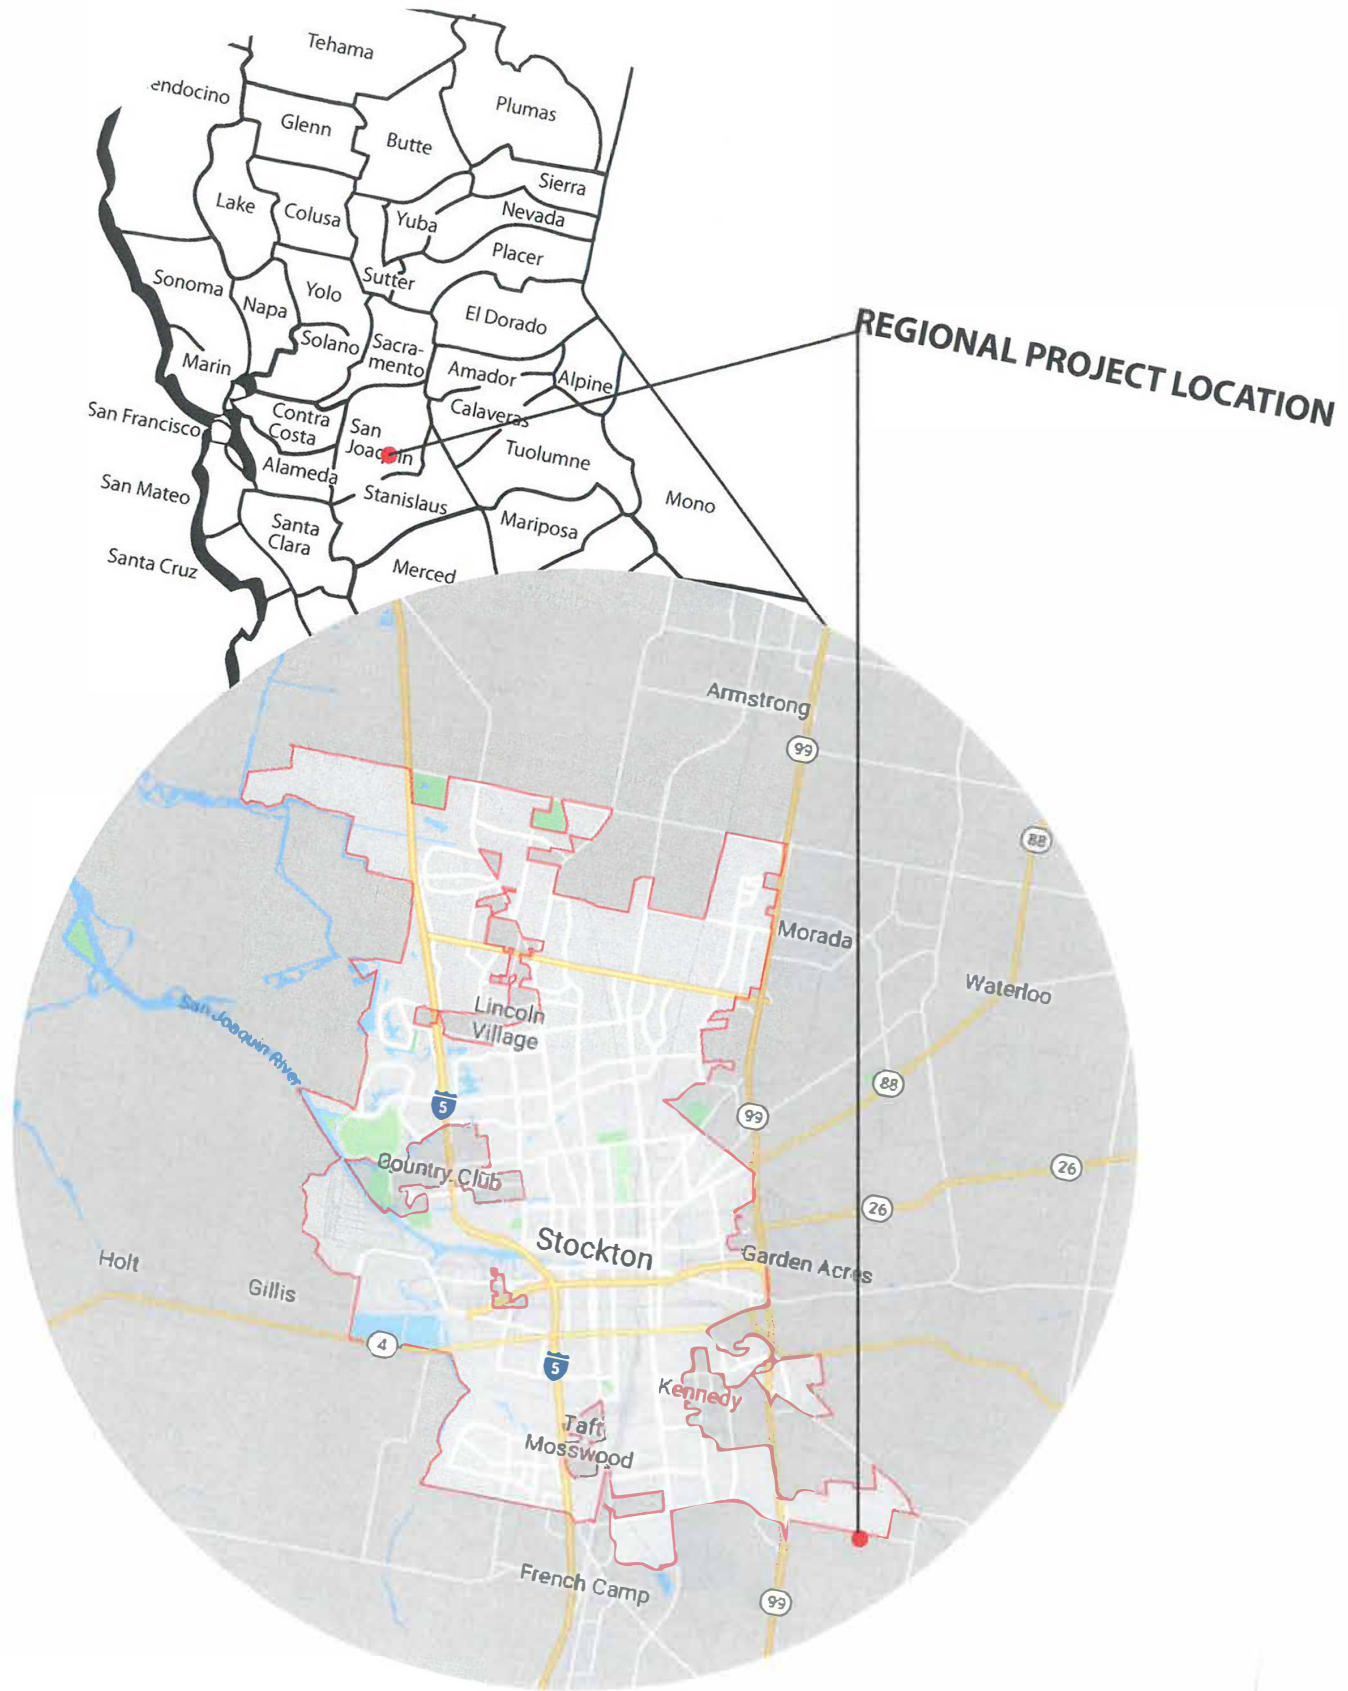 Tehama
endocino
Plumas
Glenn
Butte
Sierra
Lake
Colusa
Yuba
Nevada
Placer
Sutter
Sonoma
Yolo
Napa
El Dorado
Solano
Sacra-
mento
Marin
Amador
Alpine
REGIONAL PROJECT LOCATION
San Francisco
Contra
Costa
San
Joaquin
Calaveras
Tuolumne
Alameda
San Mateo
Stanislaus
Mono
Santa
Clara
Mariposa
Santa Cruz
Merced
Armstrong
99
88
Morada
Waterloo
San Joaquin River
Lincoln
Village
5
88
99
Country Club
26
26
Stockton
Garden Acres
Holt
Gillis
4
5
Kennedy
Taft
Mosswood
French Camp
99